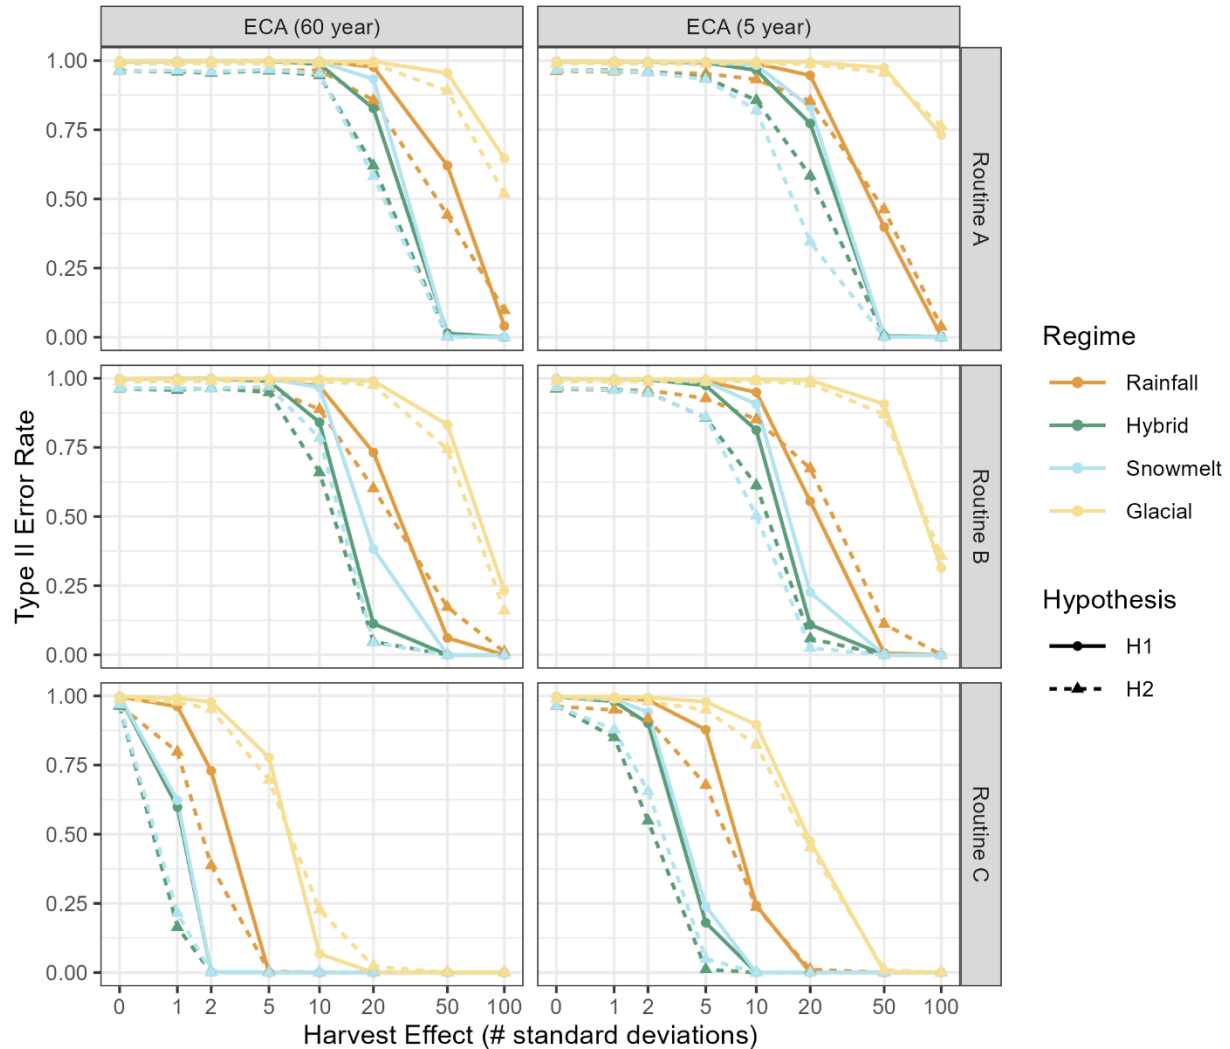 ECA (60 year)
ECA (5 year)
1.00
0.75
0.50
0.25
0.00
Routine A
1.00
0.75
0.50
0.25
0.00
Routine B
1.00
0.75
0.50
0.25
0.00
Routine C
Type II Error Rate
0 1 2 5 10 20 50 100
0 1 2 5 10 20 50 100
Harvest Effect (# standard deviations)
Regime
Rainfall
Hybrid
Snowmelt
Glacial
Hypothesis
H1
H2